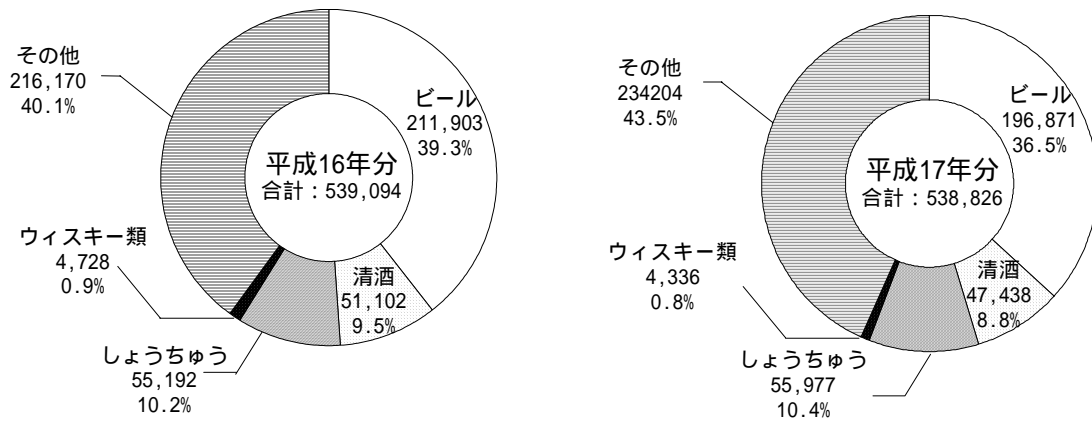 その他
216,170
40.1%
ビール
211,903
39.3%
平成16年分
合計：539,094
ウィスキー類
4,728
0.9%
清酒
51,102
9.5%
しょうちゅう
55,192
10.2%
その他
234204
43.5%
ビール
196,871
36.5%
平成17年分
合計：538,826
ウィスキー類
4,336
0.8%
清酒
47,438
8.8%
しょうちゅう
55,977
10.4%